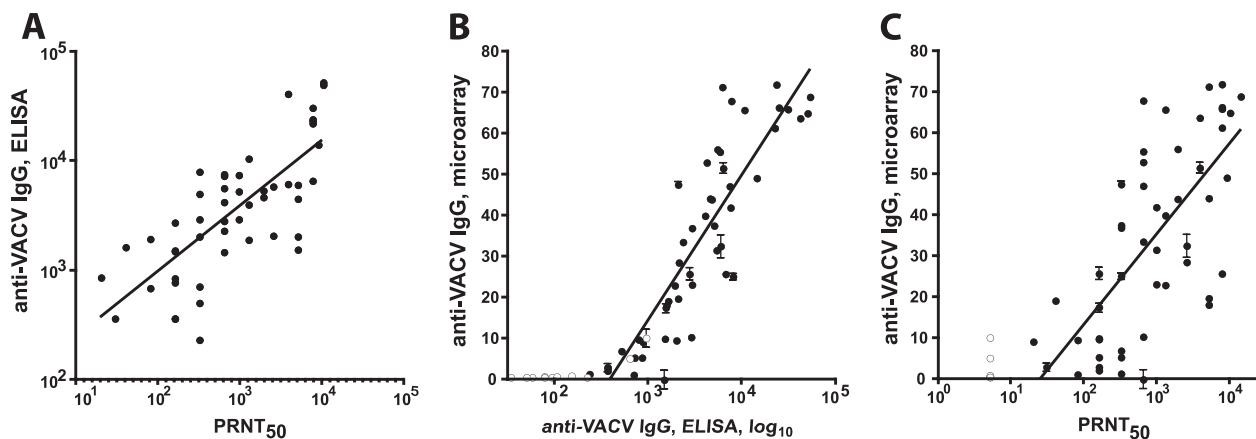 A
anti-VACV IgG, ELISA
10^5
10^4
10^3
10^2
10^1 10^2 10^3 10^4 10^5
PRNT_50
B
anti-VACV IgG, microarray
80
70
60
50
40
30
20
10
0
10^2 10^3 10^4 10^5
anti-VACV IgG, ELISA, log_10
C
anti-VACV IgG, microarray
80
70
60
50
40
30
20
10
0
10^0 10^1 10^2 10^3 10^4
PRNT_50